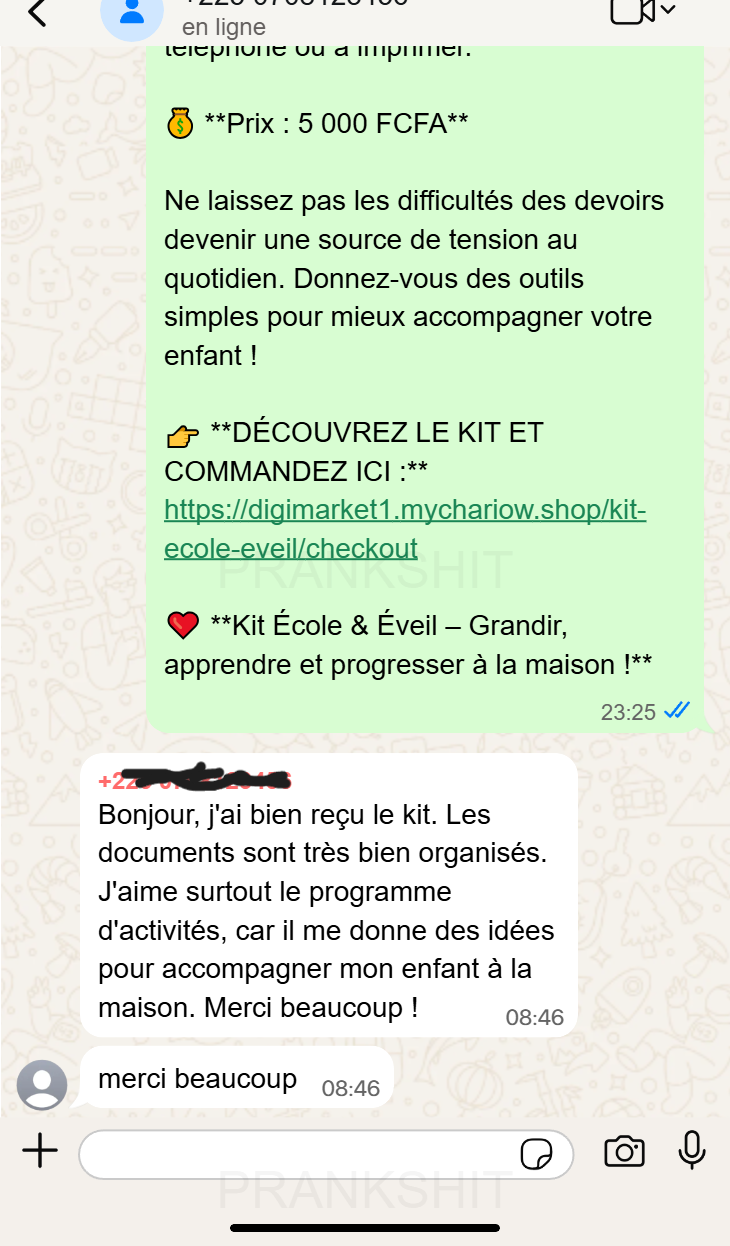 en ligne
téléphone ou à imprimer.
**Prix : 5 000 FCFA**
Ne laissez pas les difficultés des devoirs
devenir une source de tension au
quotidien. Donnez-vous des outils
simples pour mieux accompagner votre
enfant !
**DÉCOUVREZ LE KIT ET
COMMANDEZ ICI :**
https://digimarket1.mychariow.shop/kit-
ecole-eveil/checkout
PRANKSHIT
**Kit École & Éveil – Grandir,
apprendre et progresser à la maison !**
23:25
Bonjour, j'ai bien reçu le kit. Les
documents sont très bien organisés.
J'aime surtout le programme
d'activités, car il me donne des idées
pour accompagner mon enfant à la
maison. Merci beaucoup !
08:46
merci beaucoup
08:46
PRANKSHIT